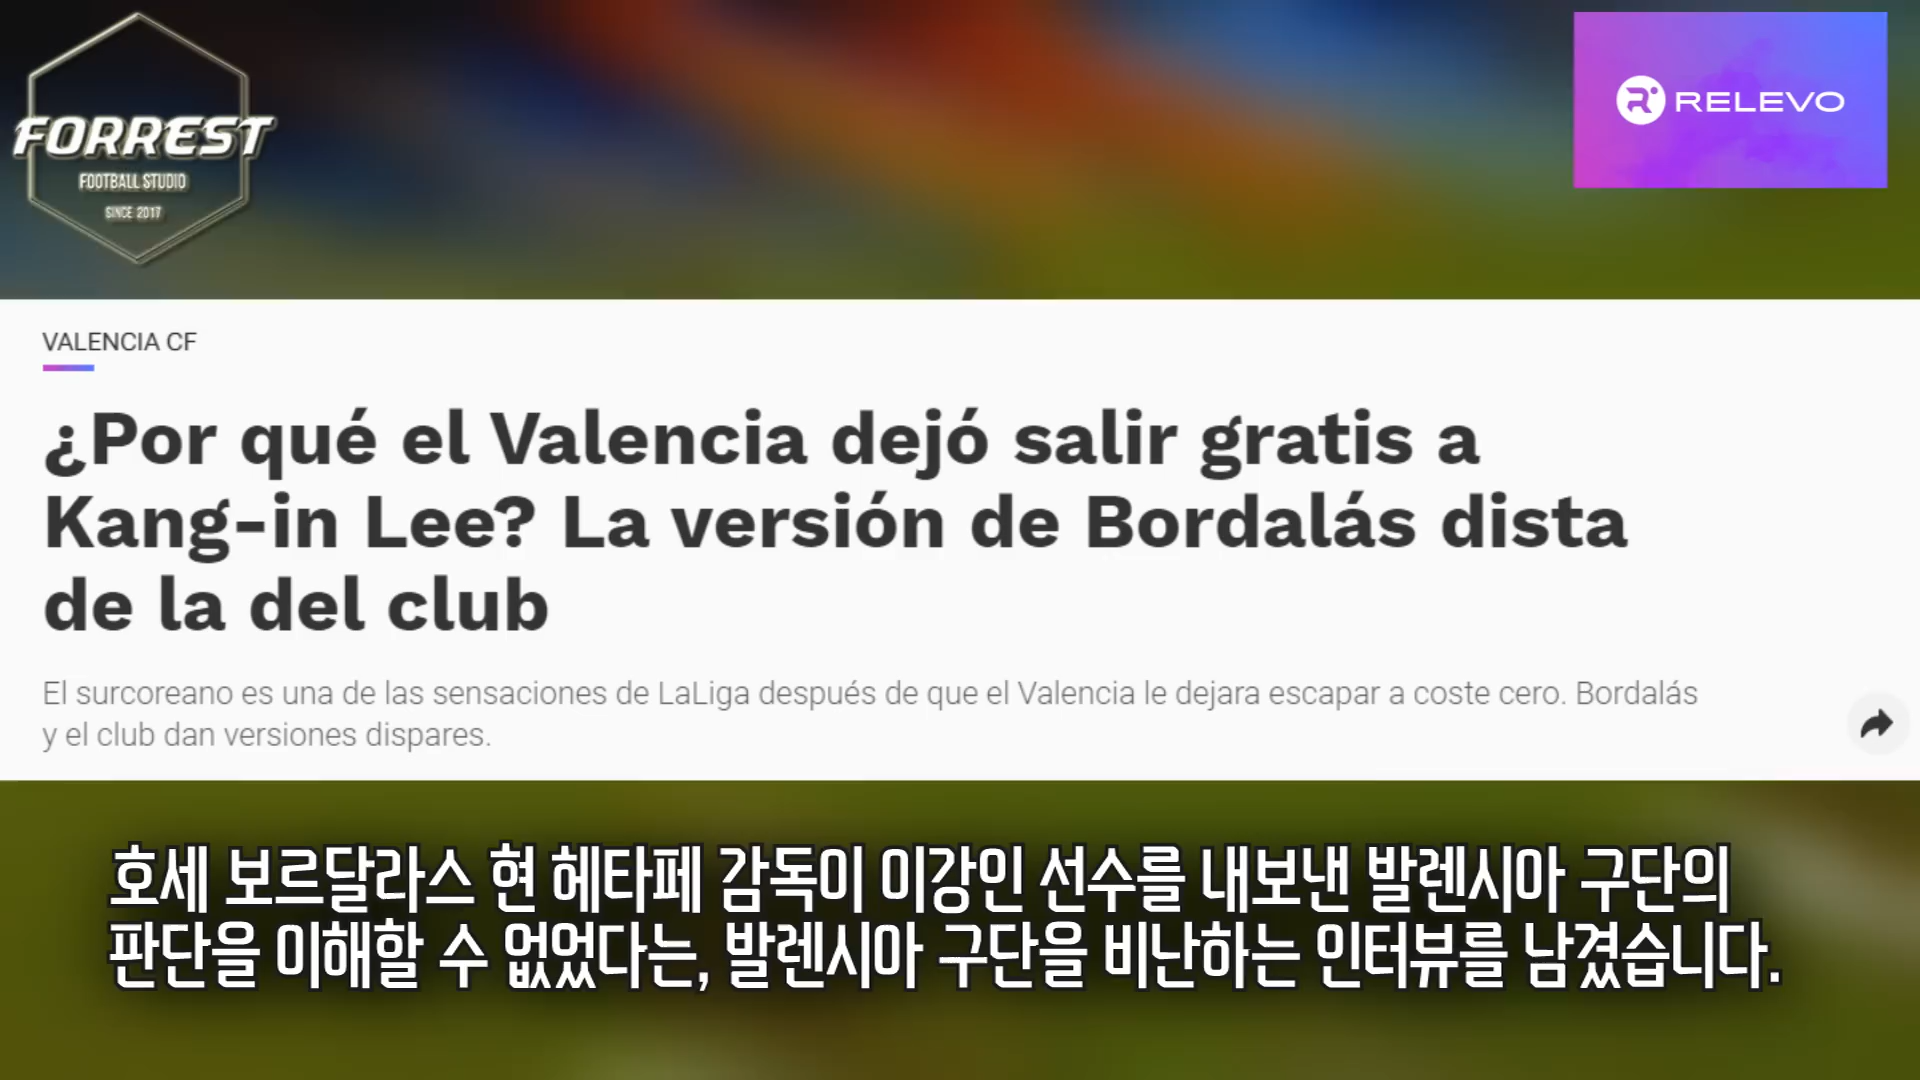 FORREST
FOOTBALL STUDIO
SINCE 2017
RELEVO
VALENCIA CF
¿Por qué el Valencia dejó salir gratis a
Kang-in Lee? La versión de Bordalás dista
de la del club
El surcoreano es una de las sensaciones de LaLiga después de que el Valencia le dejara escapar a coste cero. Bordalás
y el club dan versiones dispares.
호세 보르달라스 현 헤타페 감독이 이강인 선수를 내보낸 발렌시아 구단의
판단을 이해할 수 없었다는, 발렌시아 구단을 비난하는 인터뷰를 남겼습니다.